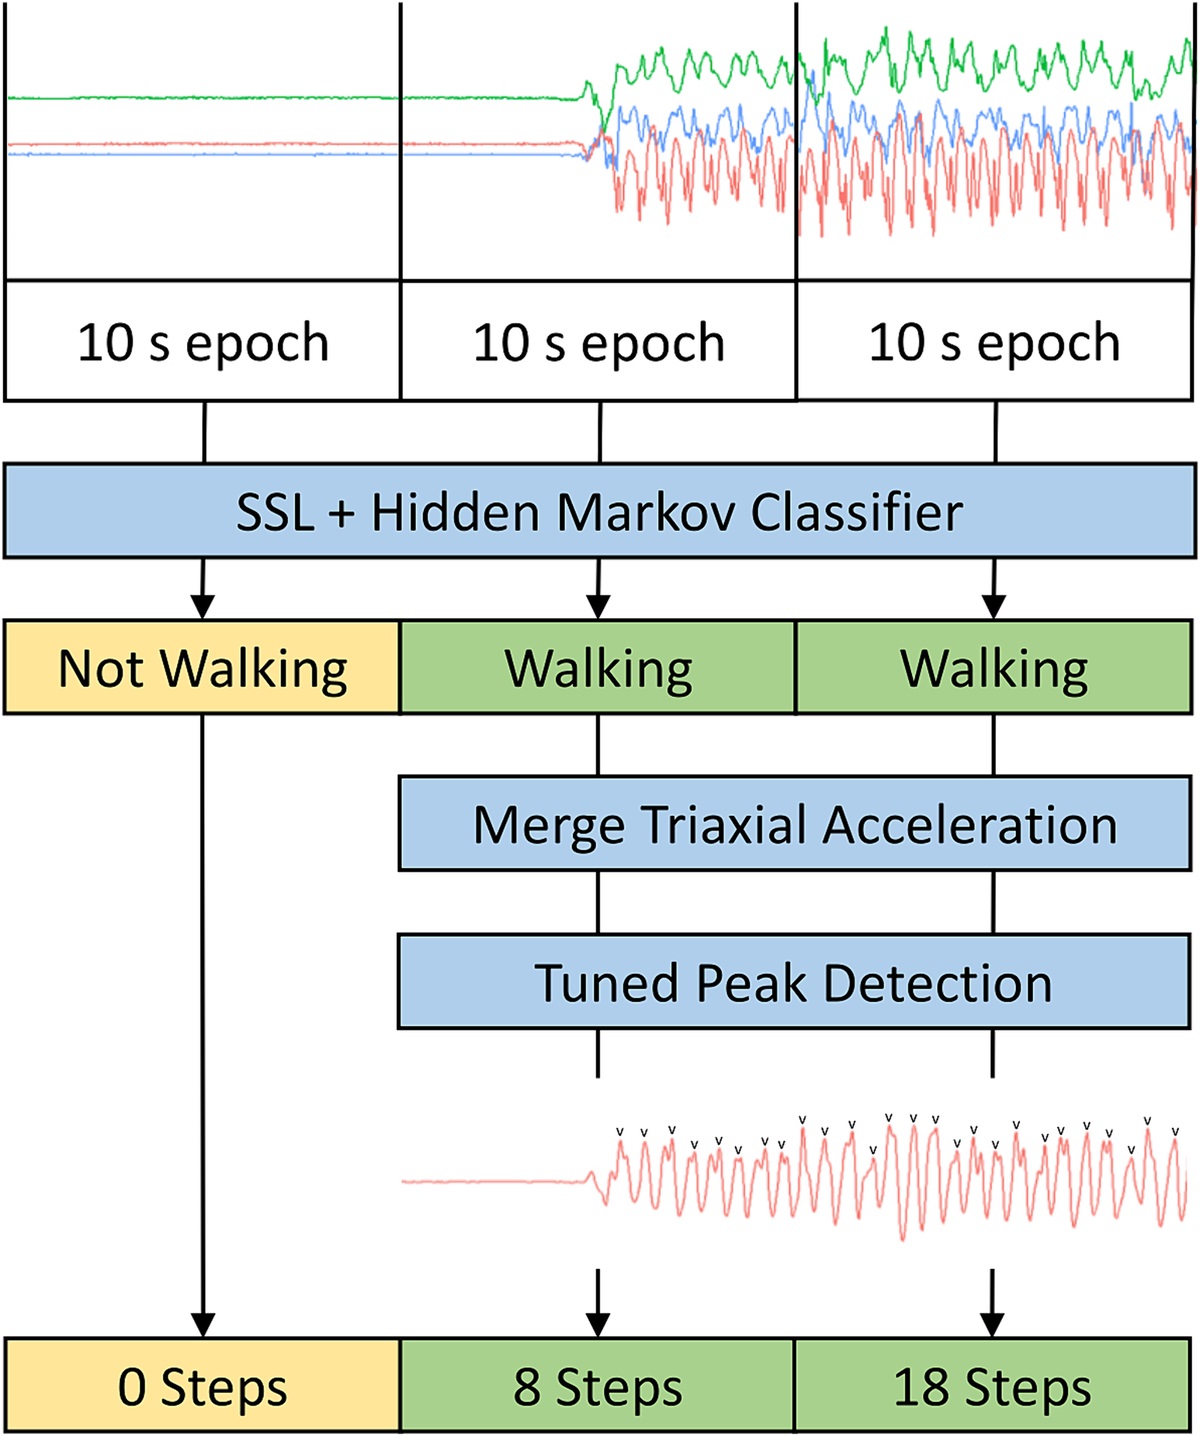 10 s epoch 10 s epoch 10 s epoch
SSL + Hidden Markov Classifier
Not Walking Walking Walking
Merge Triaxial Acceleration
Tuned Peak Detection
0 Steps 8 Steps 18 Steps